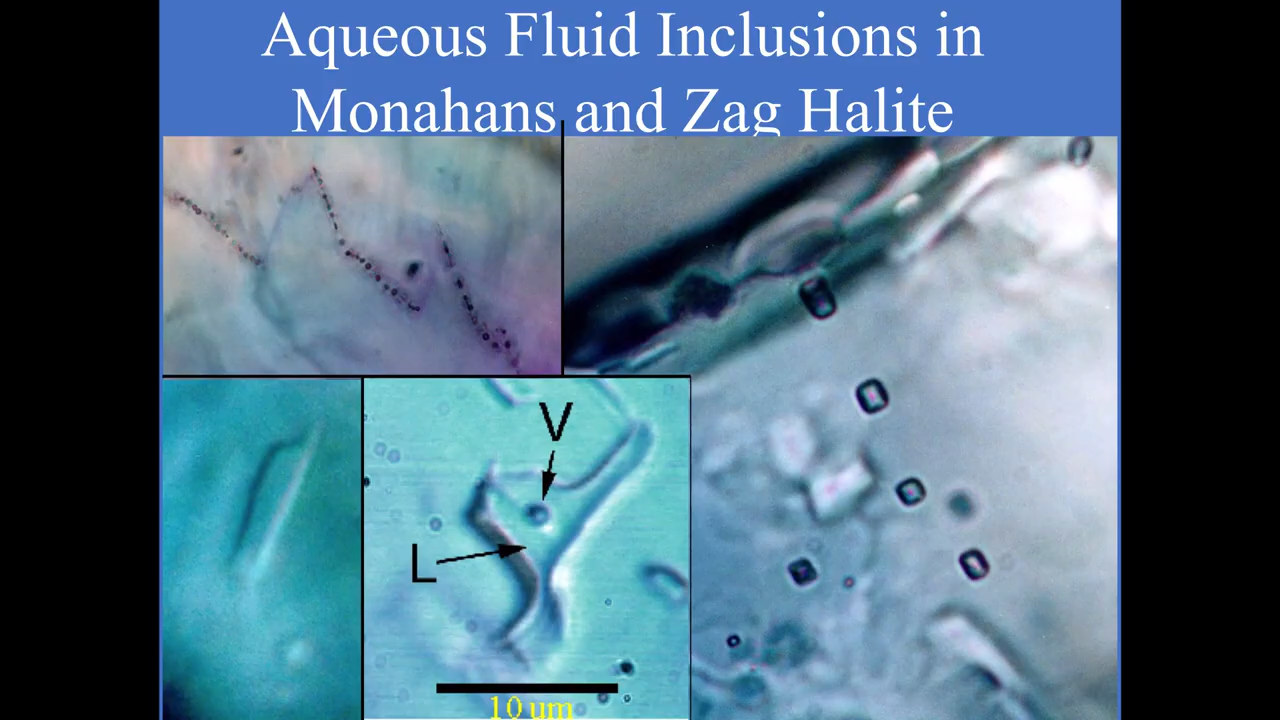 Aqueous Fluid Inclusions in
Monahans and Zag Halite
V
L
10 um